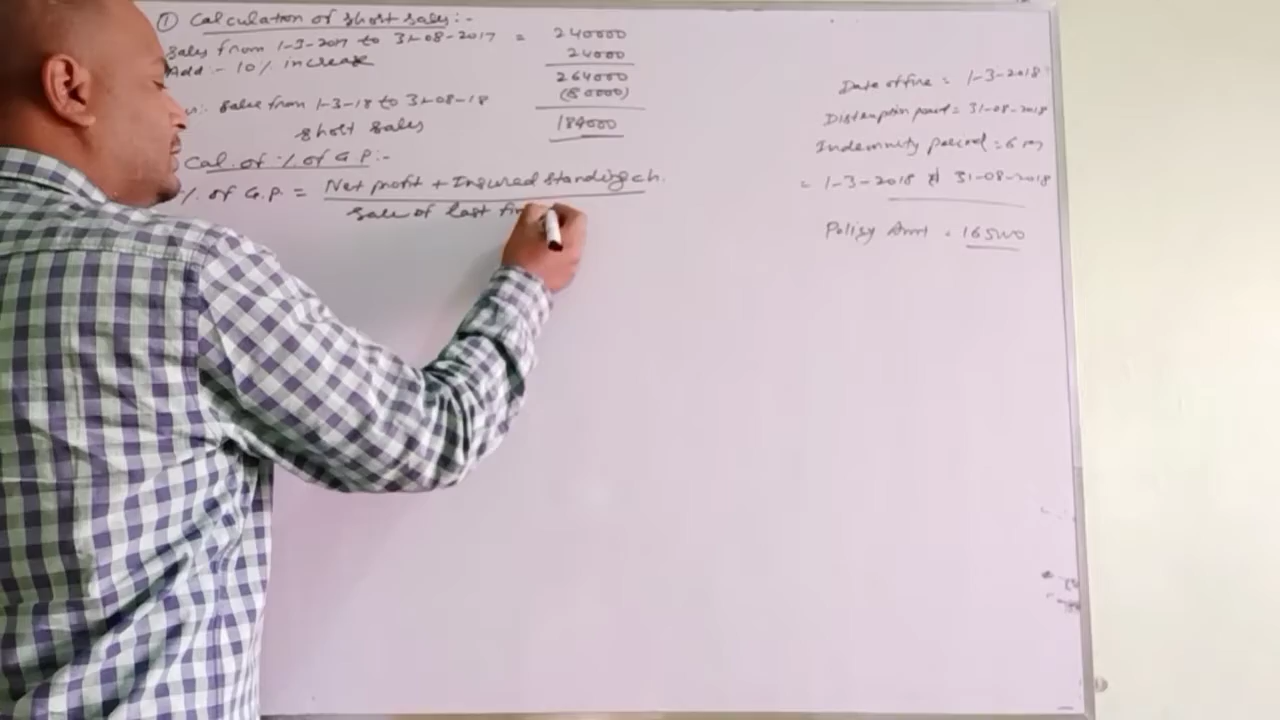 ① Calculation of short sales:-
Sales from 1-3-2017 to 31-08-2017 = 240000
Add:- 10% increase 24000
264000
sales from 1-3-18 to 31-08-18 (80000)
short sales 184000
Cal. of % of G.P:-
% of G.P. = Net profit + Insured Standing ch.
Sale of last fin
Date of fire = 1-3-2018
period = 31-08-2018
Indemnity period = 6 m
= 1-3-2018 31-08-2018
Policy Amt =